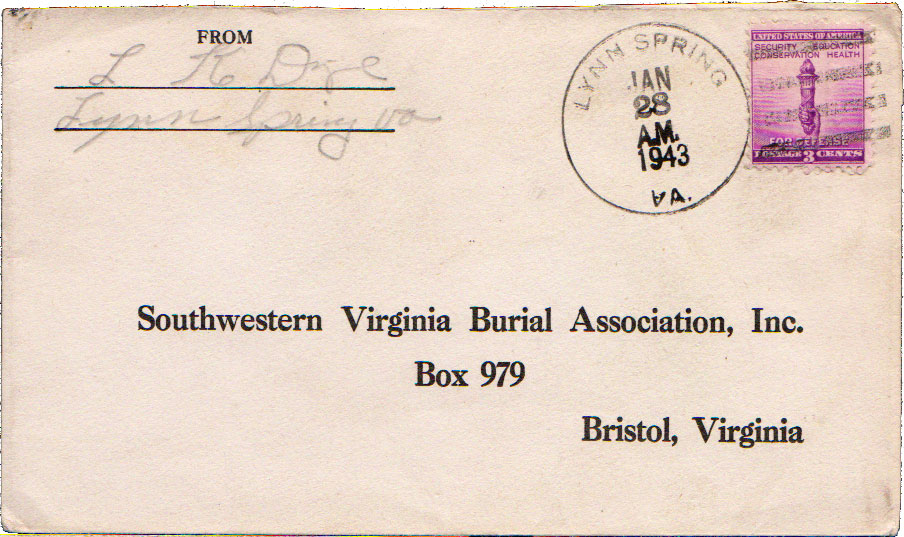 FROM
L K
Lynn Spring va
LYNN SPRING
JAN
28
A.M.
1943
VA.
UNITED STATES OF AMERICA
SECURITY EDUCATION
CONSERVATION HEALTH
FOR DEFENSE
POSTAGE 3 CENTS
Southwestern Virginia Burial Association, Inc.
Box 979
Bristol, Virginia